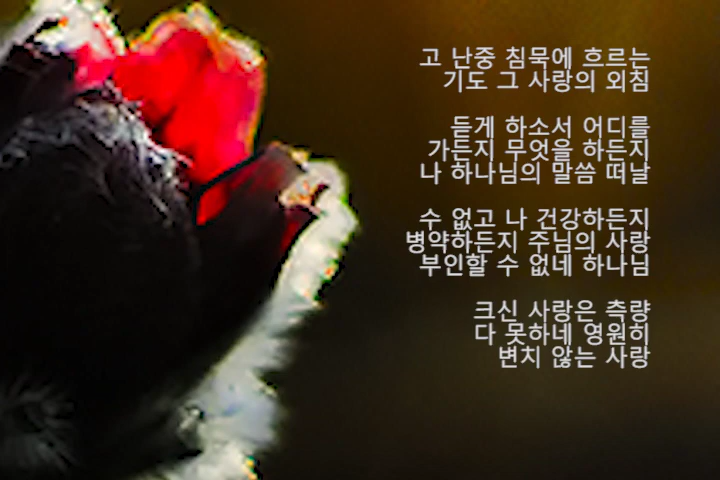 고 난중 침묵에 흐르는
기도 그 사랑의 외침
듣게 하소서 어디를
가든지 무엇을 하든지
나 하나님의 말씀 떠날
수 없고 나 건강하든지
병약하든지 주님의 사랑
부인할 수 없네 하나님
크신 사랑은 측량
다 못하네 영원히
변치 않는 사랑